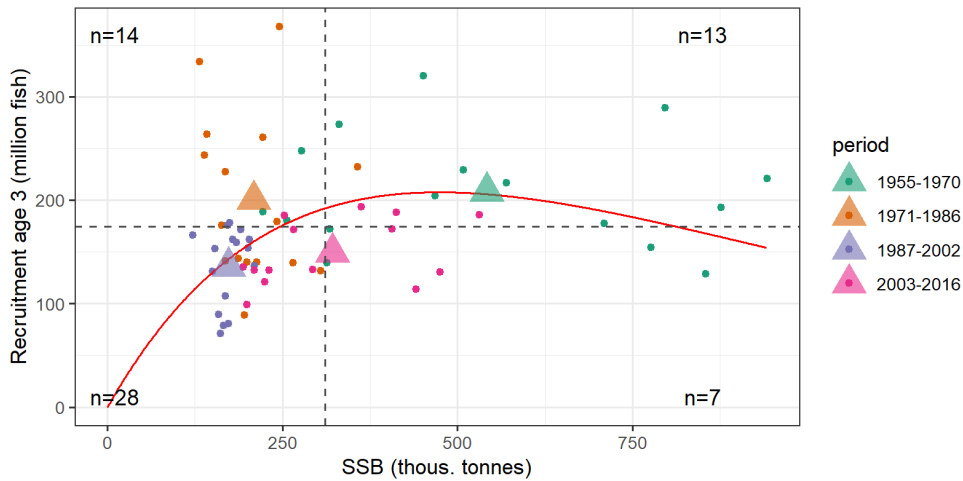 n=14
n=13
n=28
n=7
Recruitment age 3 (million fish)
300
200
100
0
0
250
500
750
SSB (thous. tonnes)
period
1955-1970
1971-1986
1987-2002
2003-2016